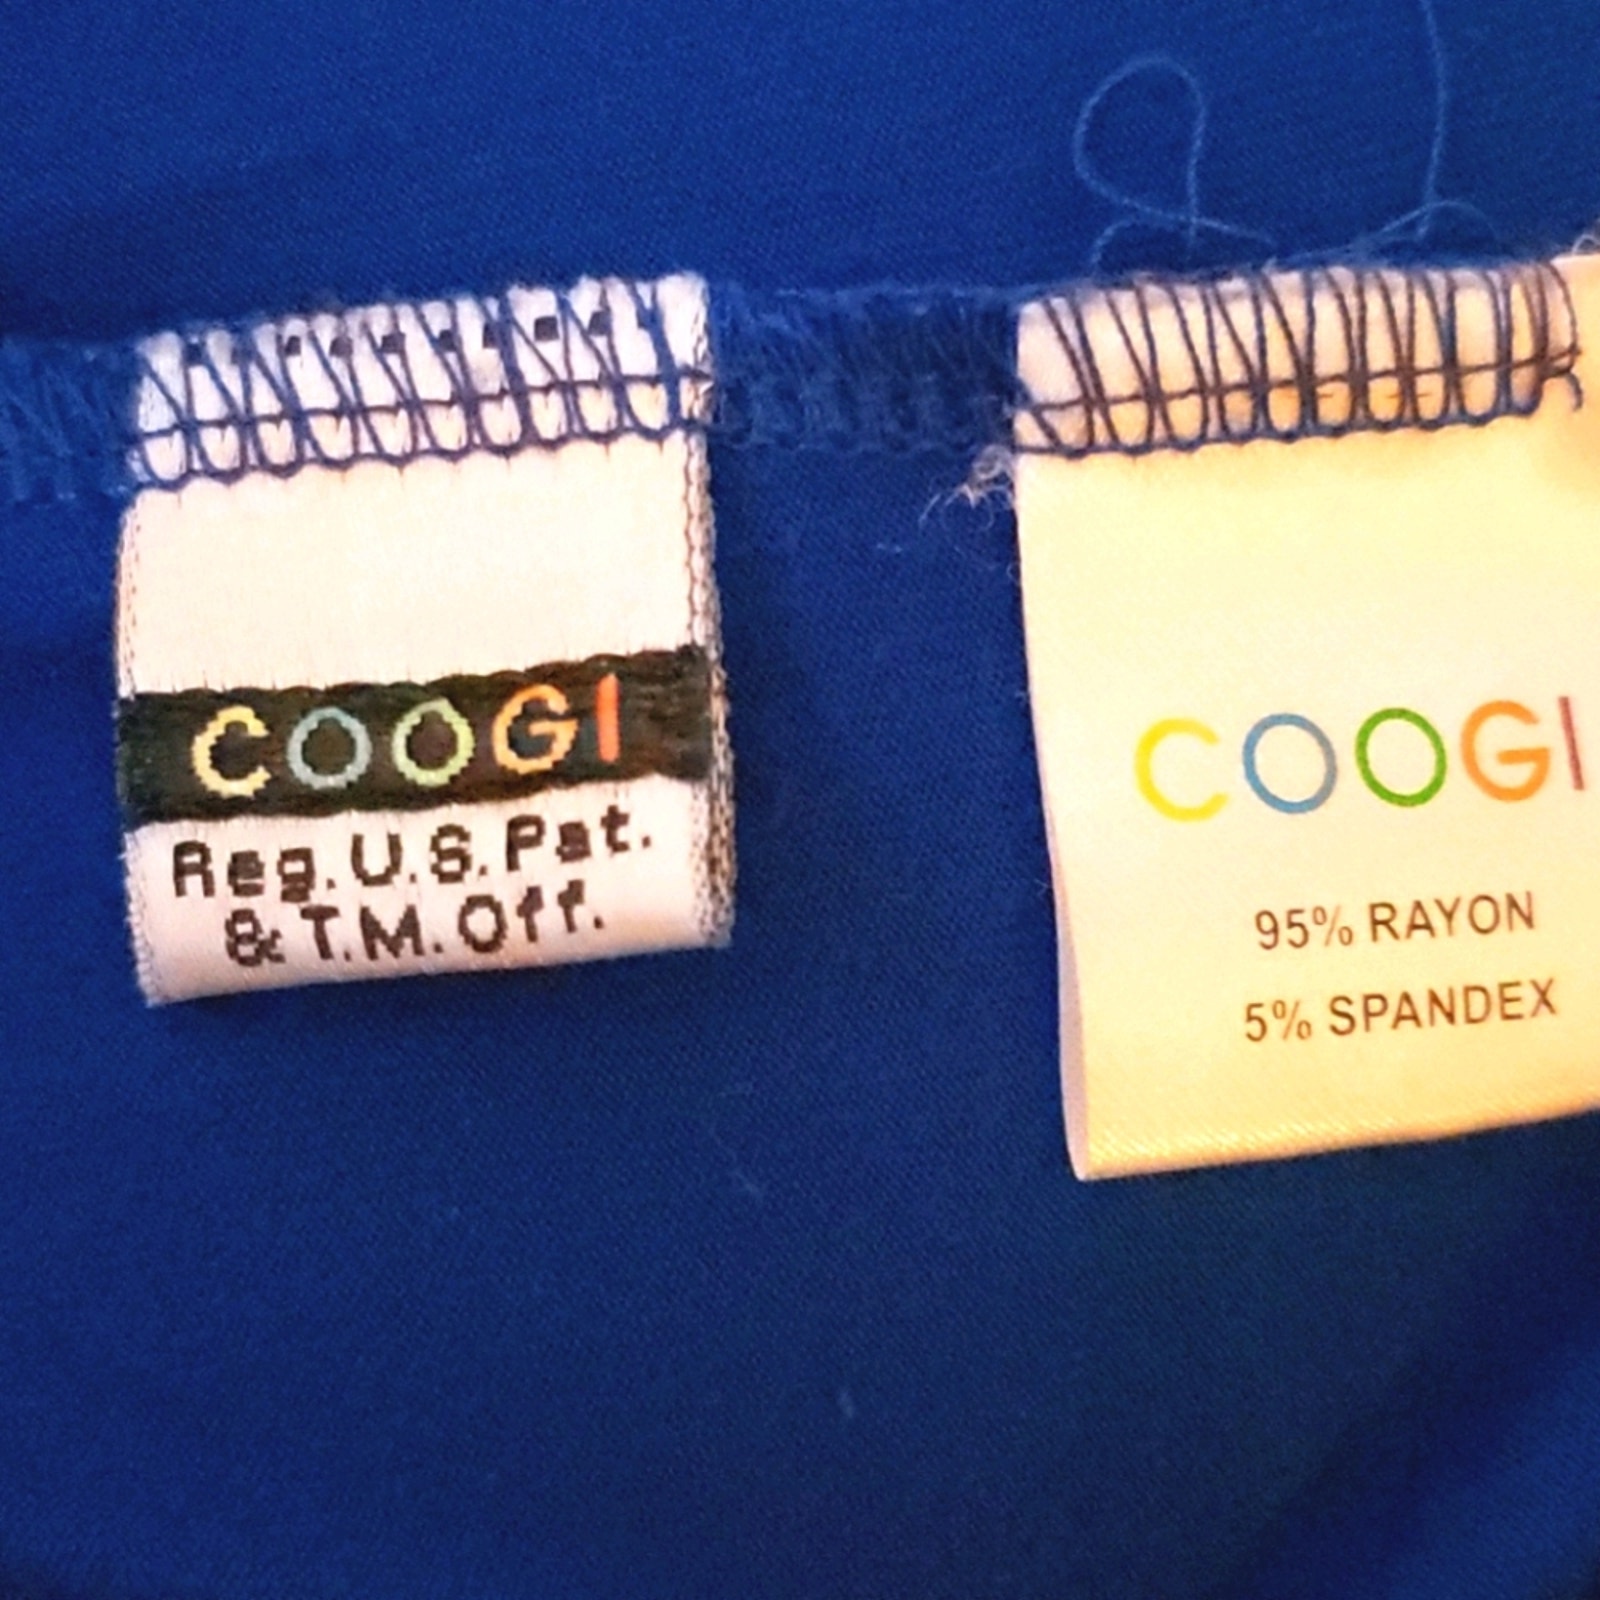 COOGI
Reg. U.S. Pat.
& T.M. Off.
COOGI
95% RAYON
5% SPANDEX